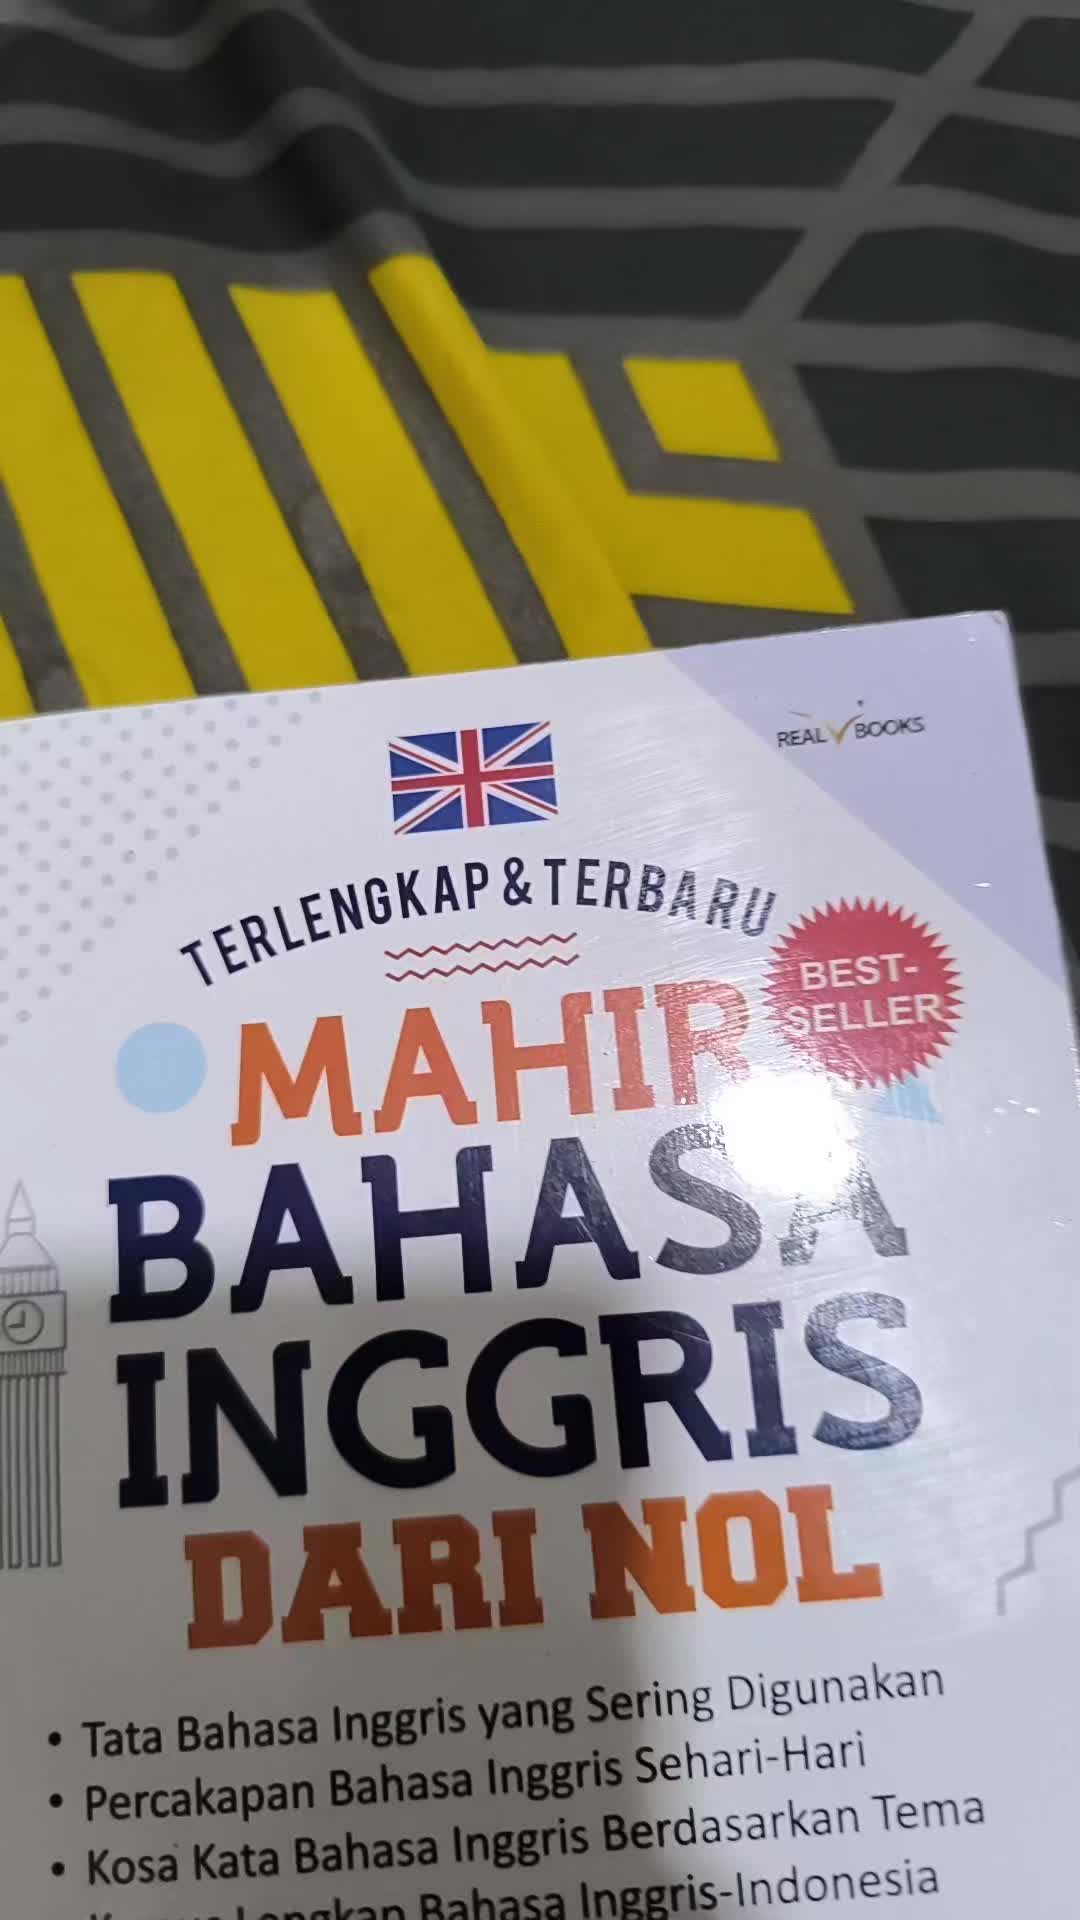 REAL BOOKS
TERLENGKAP & TERBARU
BEST-
SELLER
MAHIR
BAHASA
INGGRIS
DARI NOL
• Tata Bahasa Inggris yang Sering Digunakan
• Percakapan Bahasa Inggris Sehari-Hari
• Kosa Kata Bahasa Inggris Berdasarkan Tema
Lengkap Bahasa Inggris-Indonesia